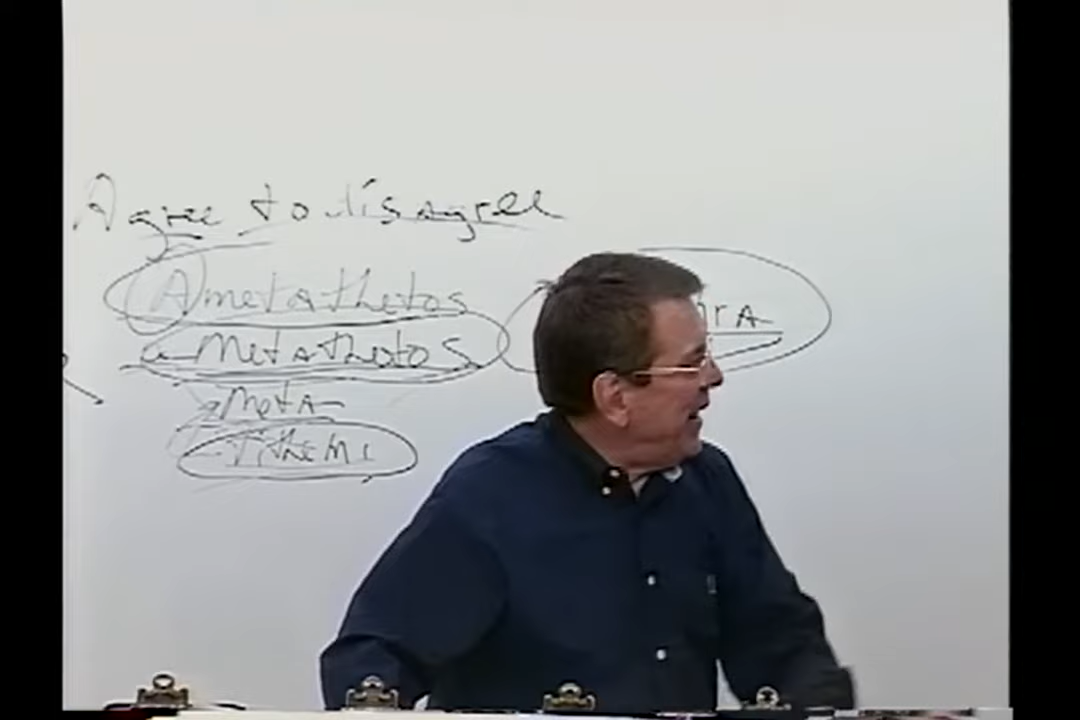 Agree to disagree
Ametathetos
a-Metathetos
-Meta-
-Tithemi